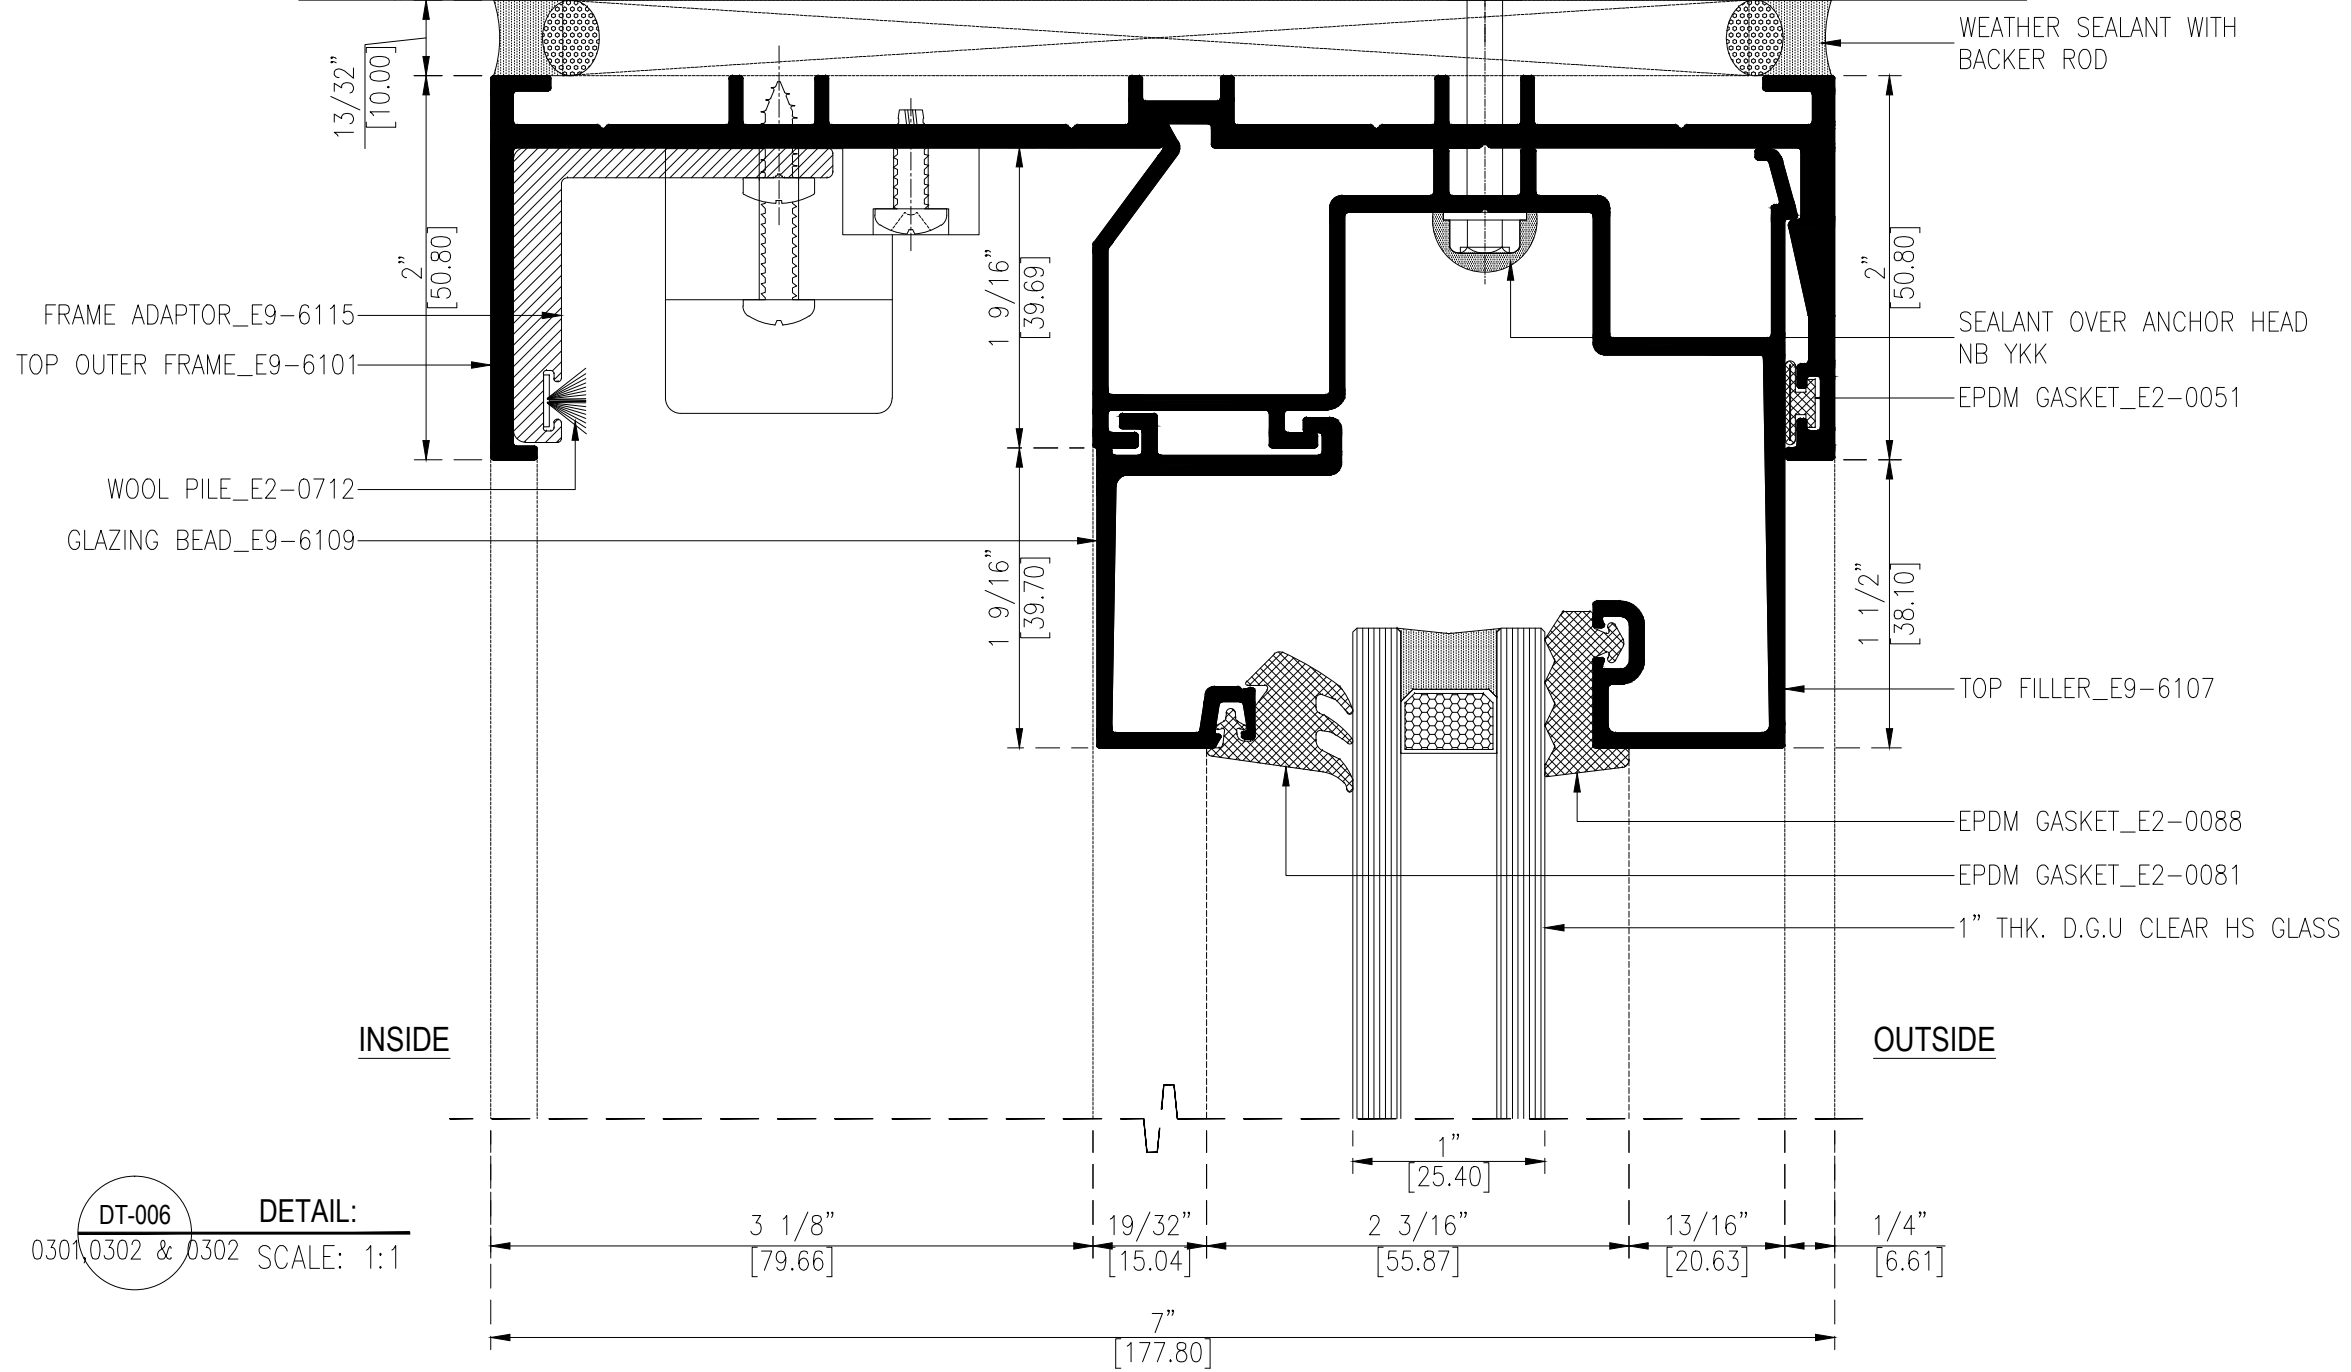 WEATHER SEALANT WITH
BACKER ROD
13/32”
[10.00]
2”
[50.80]
1 9/16”
[39.69]
2”
[50.80]
FRAME ADAPTOR_E9-6115
TOP OUTER FRAME_E9-6101
SEALANT OVER ANCHOR HEAD
NB YKK
EPDM GASKET_E2-0051
WOOL PILE_E2-0712
GLAZING BEAD_E9-6109
1 9/16”
[39.70]
1 1/2”
[38.10]
TOP FILLER_E9-6107
EPDM GASKET_E2-0088
EPDM GASKET_E2-0081
1” THK. D.G.U CLEAR HS GLASS
INSIDE
OUTSIDE
1”
[25.40]
DT-006
0301,0302 & 0302
DETAIL:
SCALE: 1:1
3 1/8”
[79.66]
19/32”
[15.04]
2 3/16”
[55.87]
13/16”
[20.63]
1/4”
[6.61]
7”
[177.80]